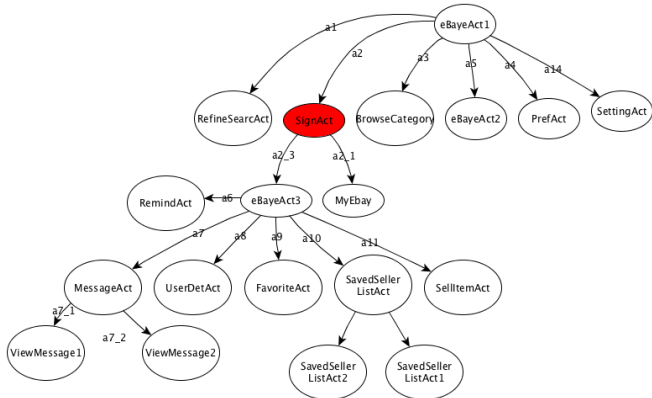 eBayeAct1
a1
a2
a3
a5
a4
a14
RefineSearcAct
SignAct
BrowseCategory
eBayeAct2
PrefAct
SettingAct
a2_3
a2_1
RemindAct
a6
eBayeAct3
MyEbay
a7
a8
a9
a10
a11
MessageAct
UserDetAct
FavoriteAct
SavedSeller
ListAct
SellItemAct
a7_1
a7_2
ViewMessage1
ViewMessage2
SavedSeller
ListAct2
SavedSeller
ListAct1